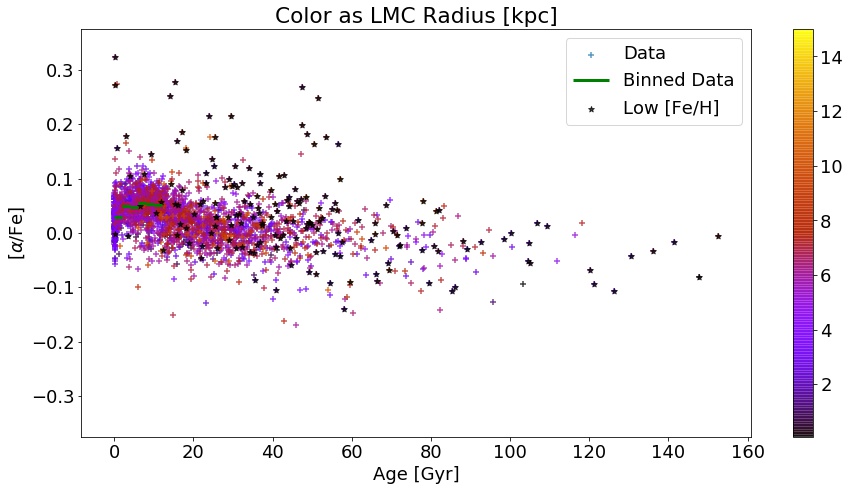 Color as LMC Radius [kpc]
Data
Binned Data
Low [Fe/H]
[α/Fe]
0.3
0.2
0.1
0.0
−0.1
−0.2
−0.3
0 20 40 60 80 100 120 140 160
Age [Gyr]
14
12
10
8
6
4
2